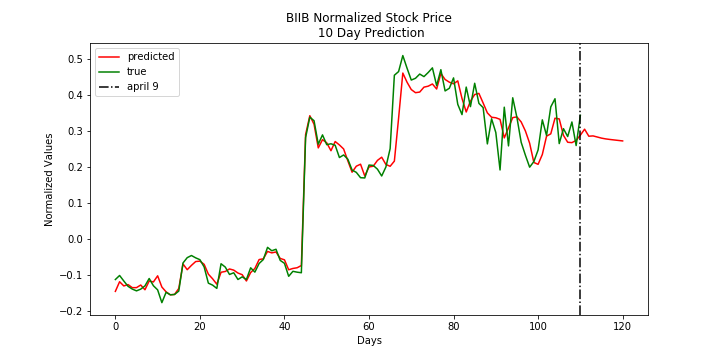 BIIB Normalized Stock Price
10 Day Prediction
predicted
true
april 9
Normalized Values
0.5
0.4
0.3
0.2
0.1
0.0
−0.1
−0.2
0 20 40 60 80 100 120
Days